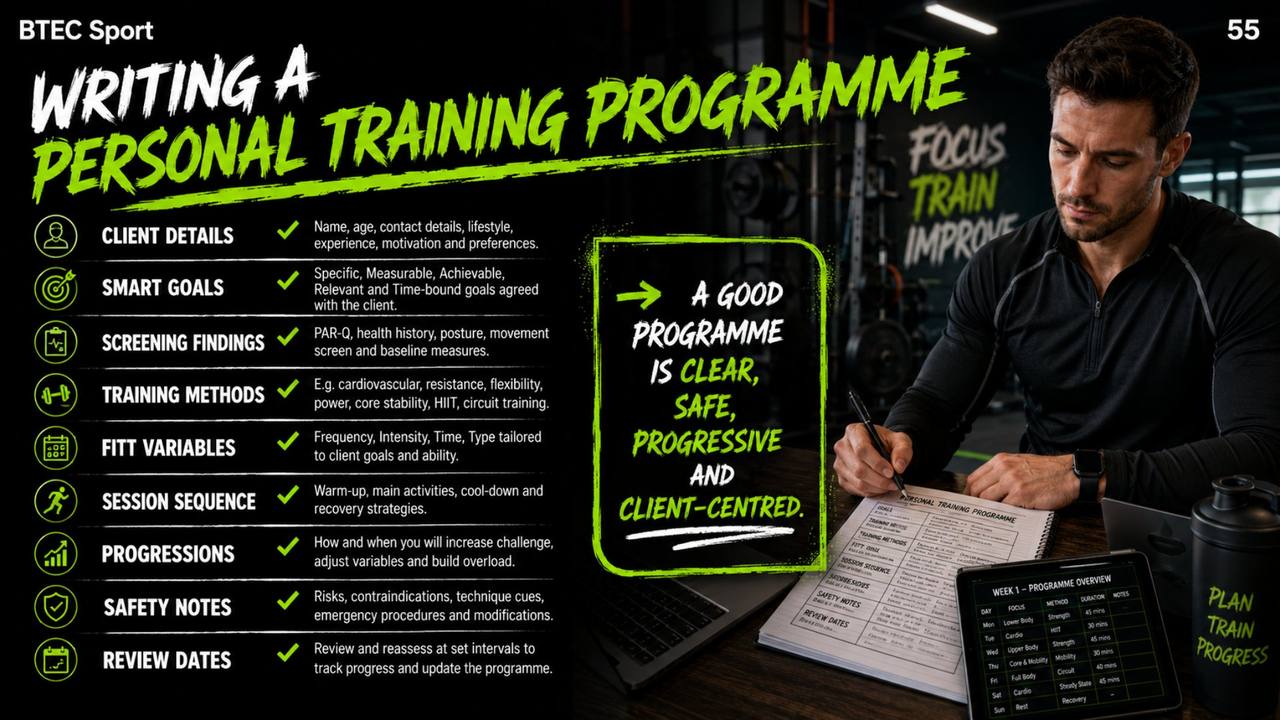 BTEC Sport
55
WRITING A
PERSONAL TRAINING PROGRAMME
CLIENT DETAILS
Name, age, contact details, lifestyle,
experience, motivation and preferences.
SMART GOALS
Specific, Measurable, Achievable,
Relevant and Time-bound goals agreed
with the client.
SCREENING FINDINGS
PAR-Q, health history, posture, movement
screen and baseline measures.
TRAINING METHODS
E.g. cardiovascular, resistance, flexibility,
power, core stability, HIIT, circuit training.
FITT VARIABLES
Frequency, Intensity, Time, Type tailored
to client goals and ability.
SESSION SEQUENCE
Warm-up, main activities, cool-down and
recovery strategies.
PROGRESSIONS
How and when you will increase challenge,
adjust variables and build overload.
SAFETY NOTES
Risks, contraindications, technique cues,
emergency procedures and modifications.
REVIEW DATES
Review and reassess at set intervals to
track progress and update the programme.
A GOOD
PROGRAMME
IS CLEAR,
SAFE,
PROGRESSIVE
AND
CLIENT-CENTRED.
FOCUS
TRAIN
IMPROVE
PERSONAL TRAINING PROGRAMME
GOALS
TRAINING METHODS
SESSION SEQUENCE
SAFETY NOTES
REVIEW DATES
WEEK 1 – PROGRAMME OVERVIEW
DAY FOCUS METHOD DURATION NOTES
Mon Lower Body Strength 45 mins
Tue Cardio HIIT 30 mins
Wed Upper Body Strength 45 mins
Thu Core & Mobility Mobility 30 mins
Fri Full Body Circuit 40 mins
Sat Cardio Steady State 45 mins
Sun Rest Recovery –
PLAN
TRAIN
PROGRESS